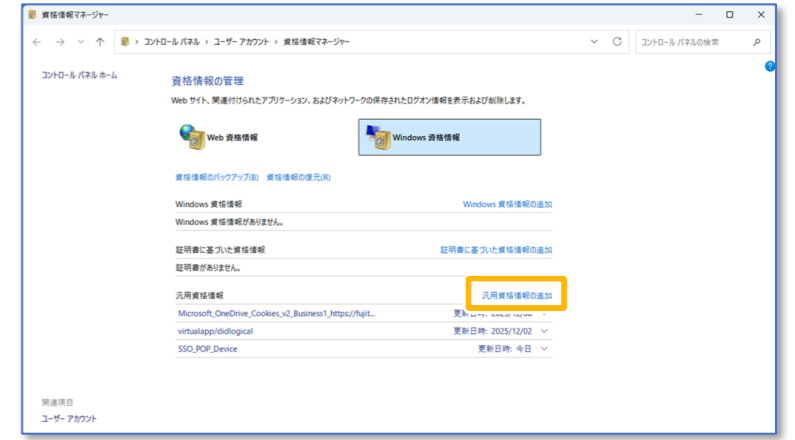 資格情報マネージャー
コントロール パネル › ユーザー アカウント › 資格情報マネージャー
コントロール パネルの検索
コントロール パネル ホーム
資格情報の管理
Web サイト、関連付けられたアプリケーション、およびネットワークの保存されたログオン情報を表示および削除します。
Web 資格情報
Windows 資格情報
資格情報のバックアップ(B) 資格情報の復元(R)
Windows 資格情報 Windows 資格情報の追加
Windows 資格情報がありません。
証明書に基づいた資格情報 証明書に基づいた資格情報の追加
証明書がありません。
汎用資格情報 汎用資格情報の追加
Microsoft_OneDrive_Cookies_v2_Business1_https://fujit... 更新日時:
virtualapp/didlogical 更新日時: 2025/12/02
SSO_POP_Device 更新日時: 今日
関連項目
ユーザー アカウント